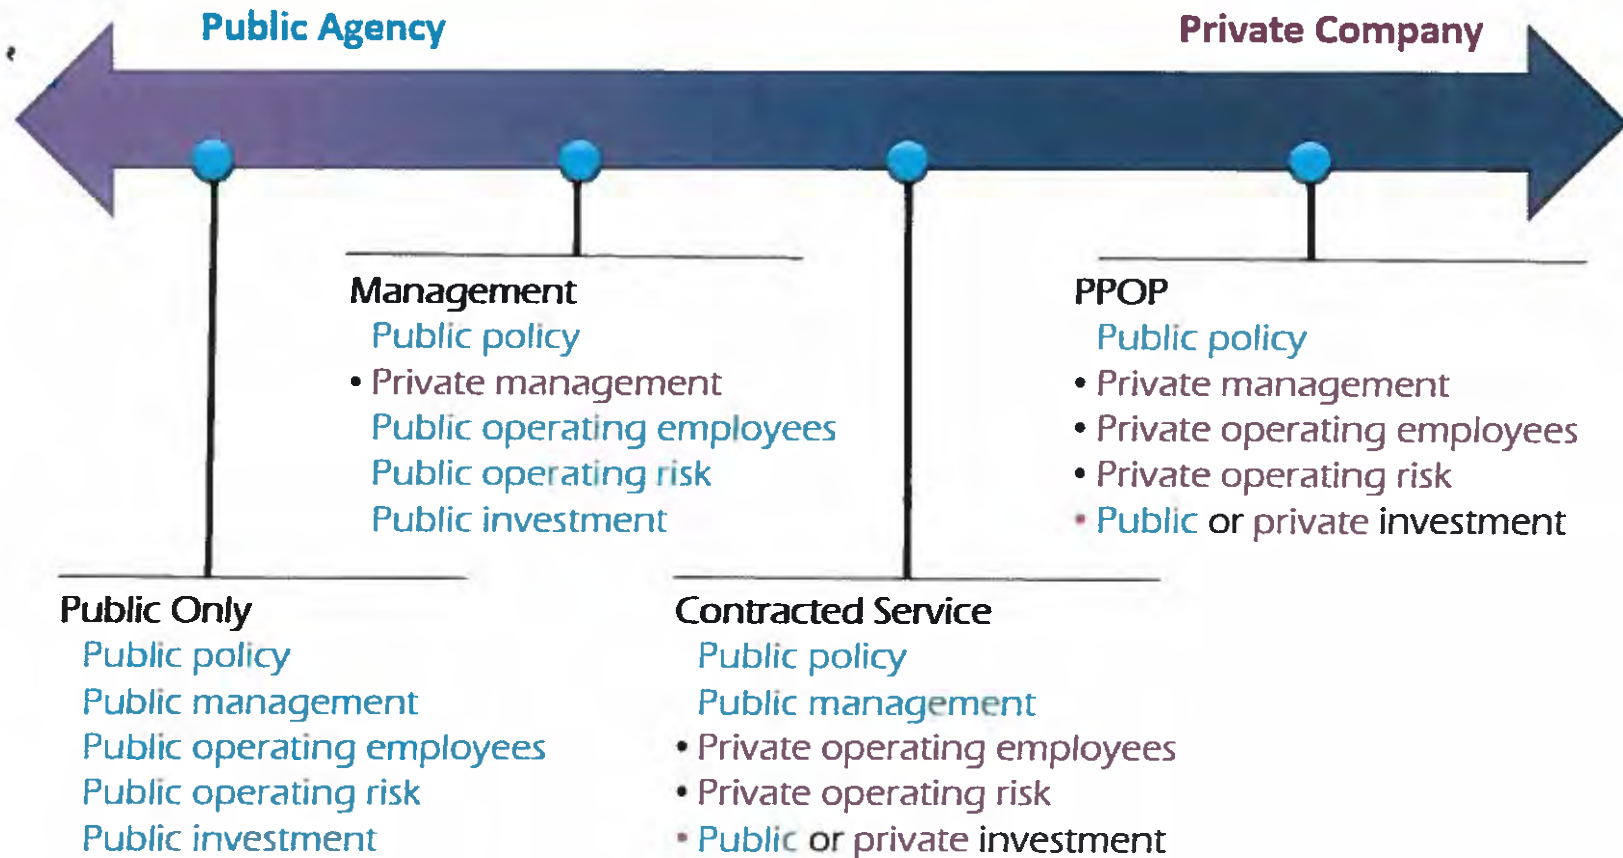 Public Agency
Private Company
Management
Public policy
• Private management
Public operating employees
Public operating risk
Public investment
PPOP
Public policy
• Private management
• Private operating employees
• Private operating risk
• Public or private investment
Public Only
Public policy
Public management
Public operating employees
Public operating risk
Public investment
Contracted Service
Public policy
Public management
• Private operating employees
• Private operating risk
• Public or private investment